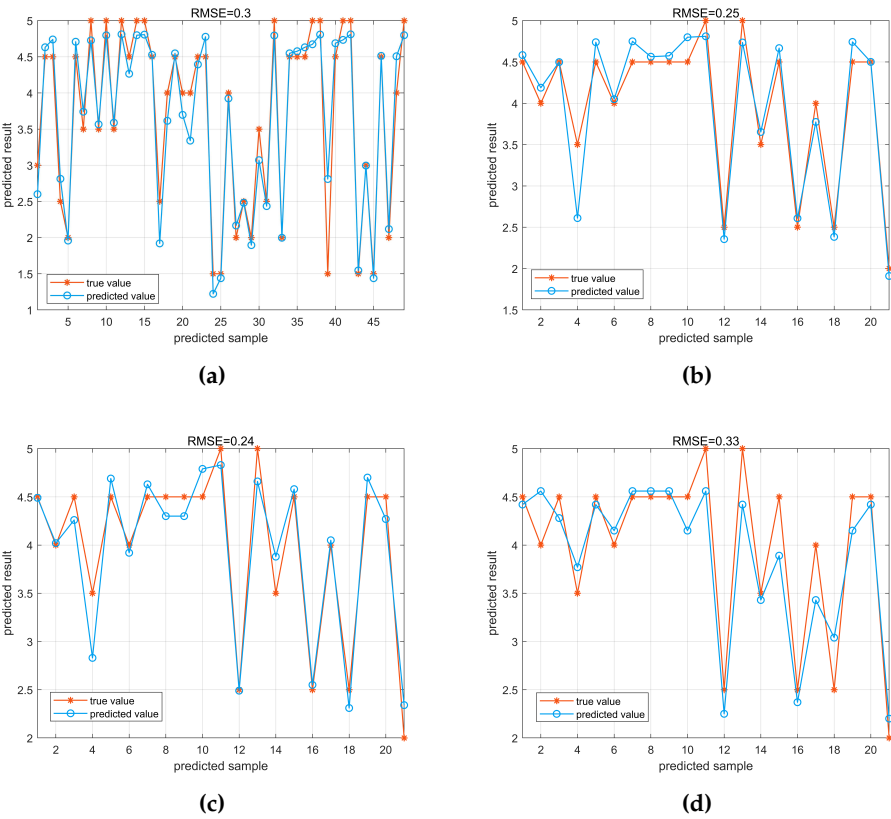 RMSE=0.3
5
4.5
4
3.5
3
2.5
2
1.5
1
predicted result
true value
predicted value
5 10 15 20 25 30 35 40 45
predicted sample
(a)
RMSE=0.25
5
4.5
4
3.5
3
2.5
2
1.5
predicted result
true value
predicted value
2 4 6 8 10 12 14 16 18 20
predicted sample
(b)
RMSE=0.24
5
4.5
4
3.5
3
2.5
2
predicted result
true value
predicted value
2 4 6 8 10 12 14 16 18 20
predicted sample
(c)
RMSE=0.33
5
4.5
4
3.5
3
2.5
2
predicted result
true value
predicted value
2 4 6 8 10 12 14 16 18 20
predicted sample
(d)